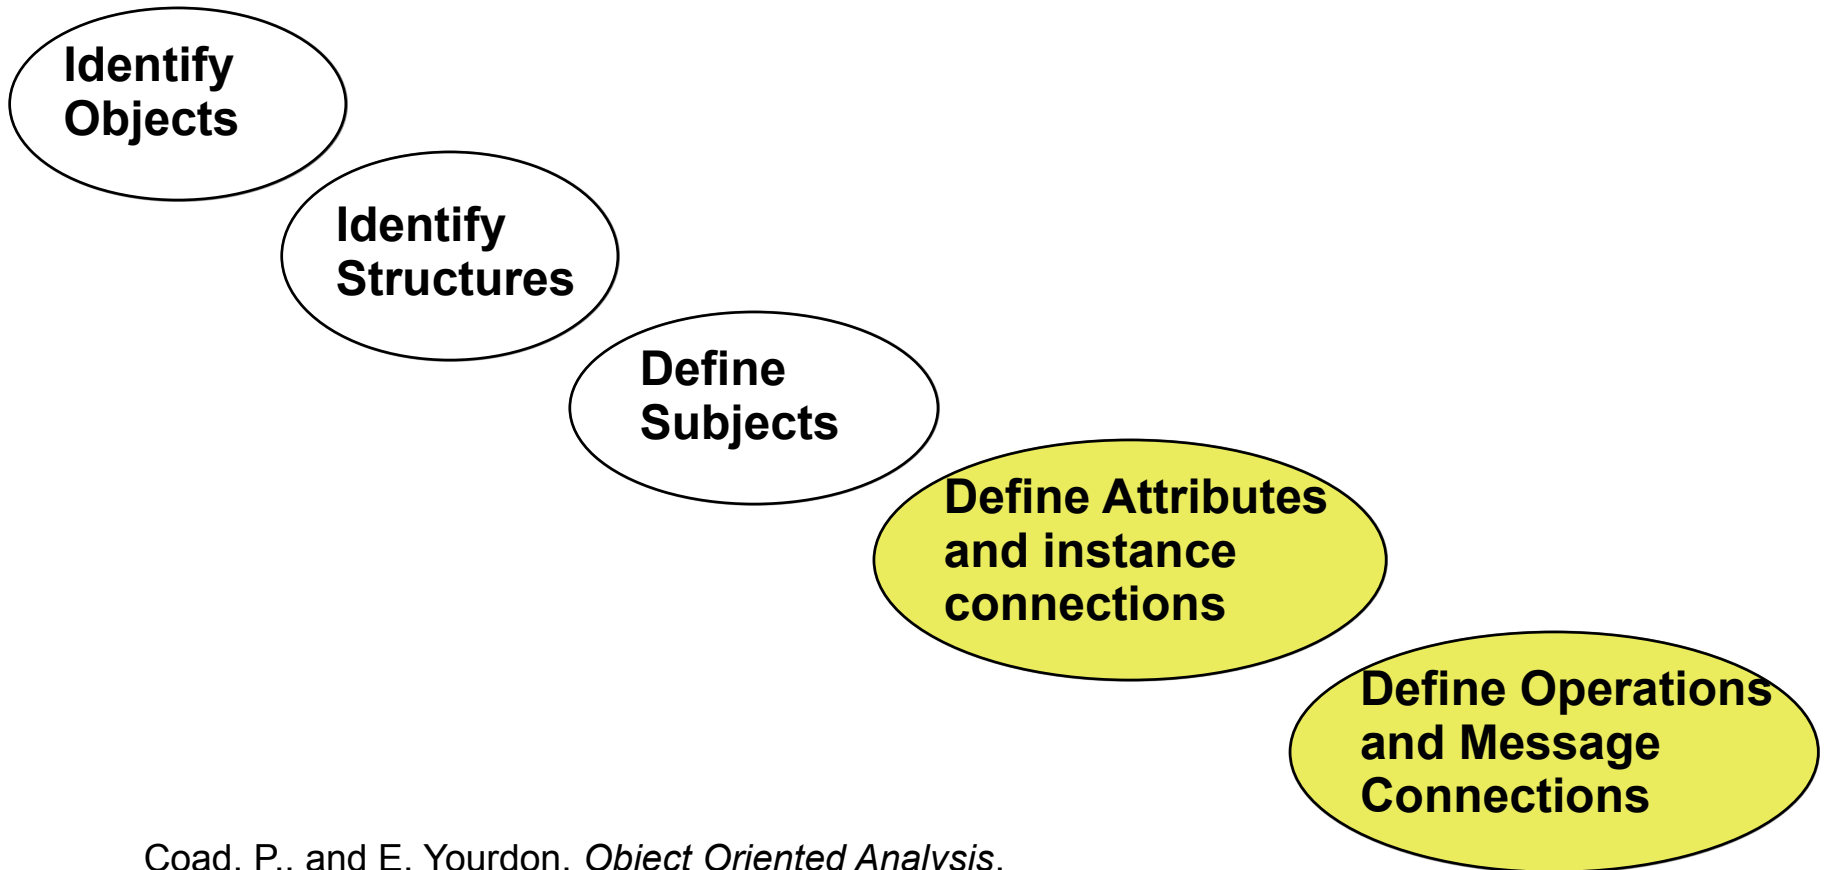 Identify
Objects
Identify
Structures
Define
Subjects
Define Attributes
and instance
connections
Define Operations
and Message
Connections
Coad, P., and E. Yourdon. Object Oriented Analysis.